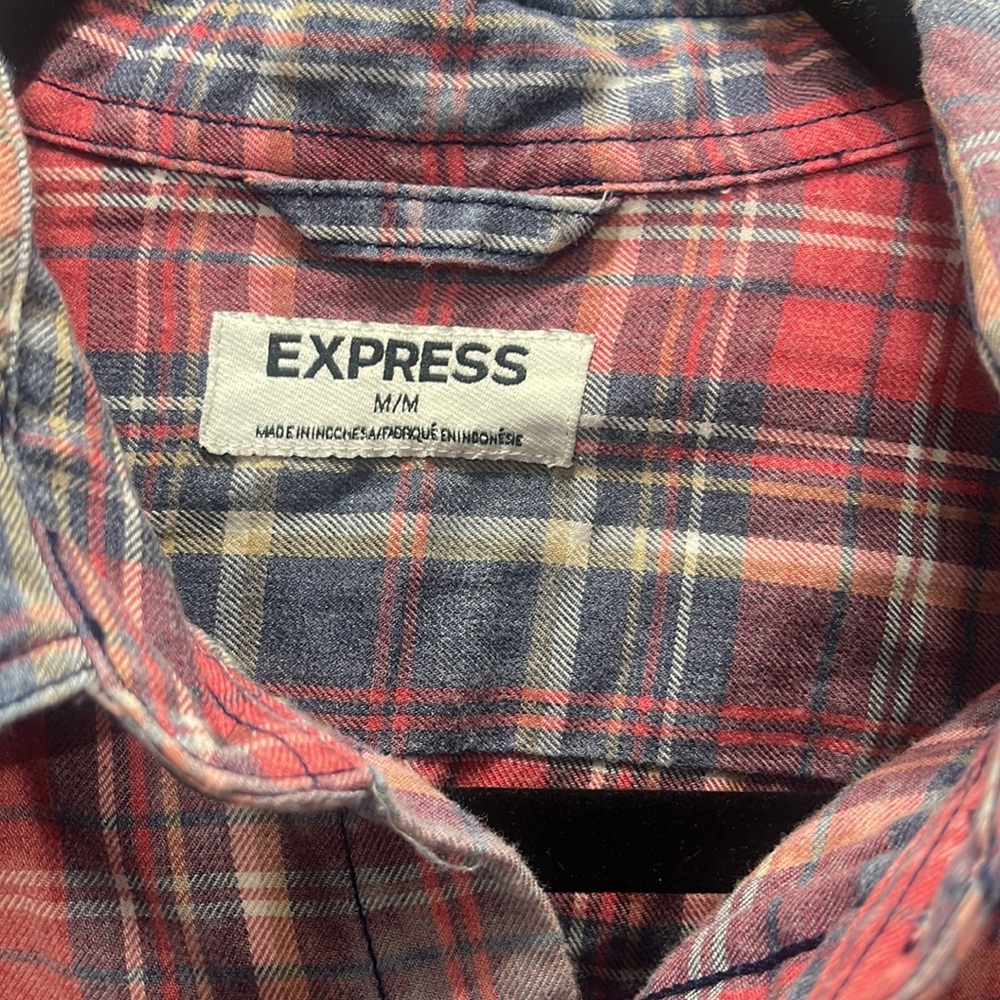 EXPRESS
M/M
MADE IN INDONESIA/FABRIQUÉ EN INDONÉSIE